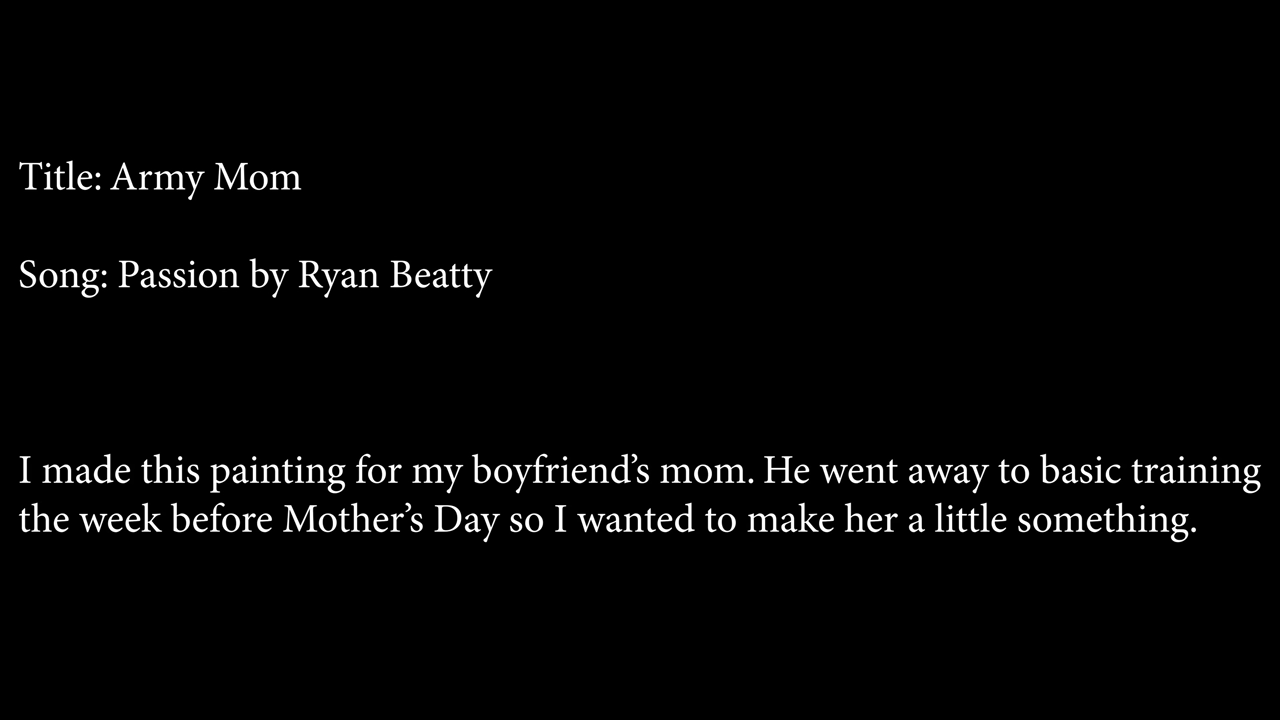 Title: Army Mom
Song: Passion by Ryan Beatty
I made this painting for my boyfriend’s mom. He went away to basic training
the week before Mother’s Day so I wanted to make her a little something.